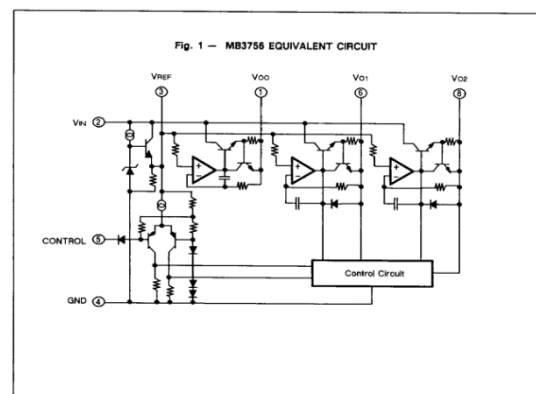 Fig. 1 — MB3756 EQUIVALENT CIRCUIT
VREF
VO0
VO1
VO2
3
1
6
8
VIN 2
+
−
+
−
+
−
CONTROL 5
Control Circuit
GND 4